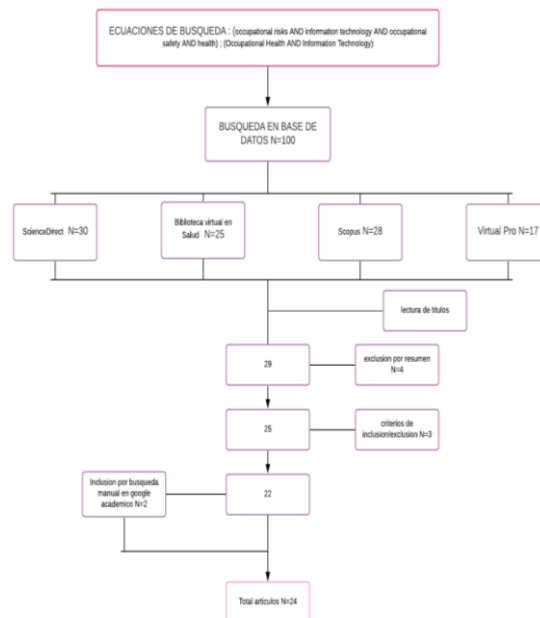 ECUACIONES DE BUSQUEDA : (occupational risks AND information technology AND occupational
safety AND health) ; (Occupational Health AND Information Technology)
BUSQUEDA EN BASE DE
DATOS N=100
ScienceDirect N=30
Biblioteca virtual en
Salud N=25
Scopus N=28
Virtual Pro N=17
lectura de titulos
29
exclusion por resumen
N=4
25
criterios de
inclusion/exclusion N=3
Inclusion por busqueda
manual en google
academico N=2
22
Total artículos N=24